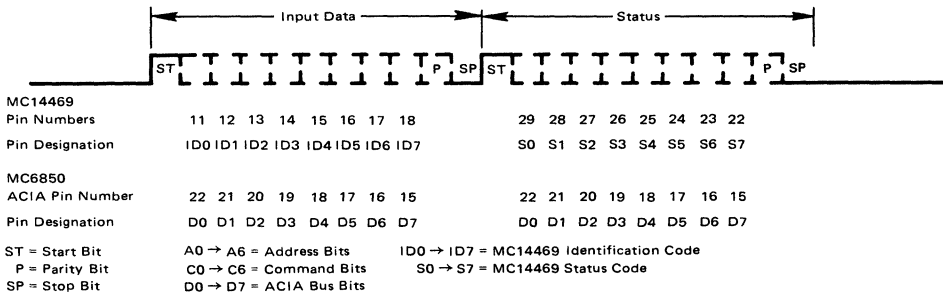 Input Data Status
ST P SP ST P SP
MC14469
Pin Numbers 11 12 13 14 15 16 17 18 29 28 27 26 25 24 23 22
Pin Designation ID0 ID1 ID2 ID3 ID4 ID5 ID6 ID7 S0 S1 S2 S3 S4 S5 S6 S7
MC6850
ACIA Pin Number 22 21 20 19 18 17 16 15 22 21 20 19 18 17 16 15
Pin Designation D0 D1 D2 D3 D4 D5 D6 D7 D0 D1 D2 D3 D4 D5 D6 D7
ST = Start Bit A0 → A6 = Address Bits ID0 → ID7 = MC14469 Identification Code
P = Parity Bit C0 → C6 = Command Bits S0 → S7 = MC14469 Status Code
SP = Stop Bit D0 → D7 = ACIA Bus Bits